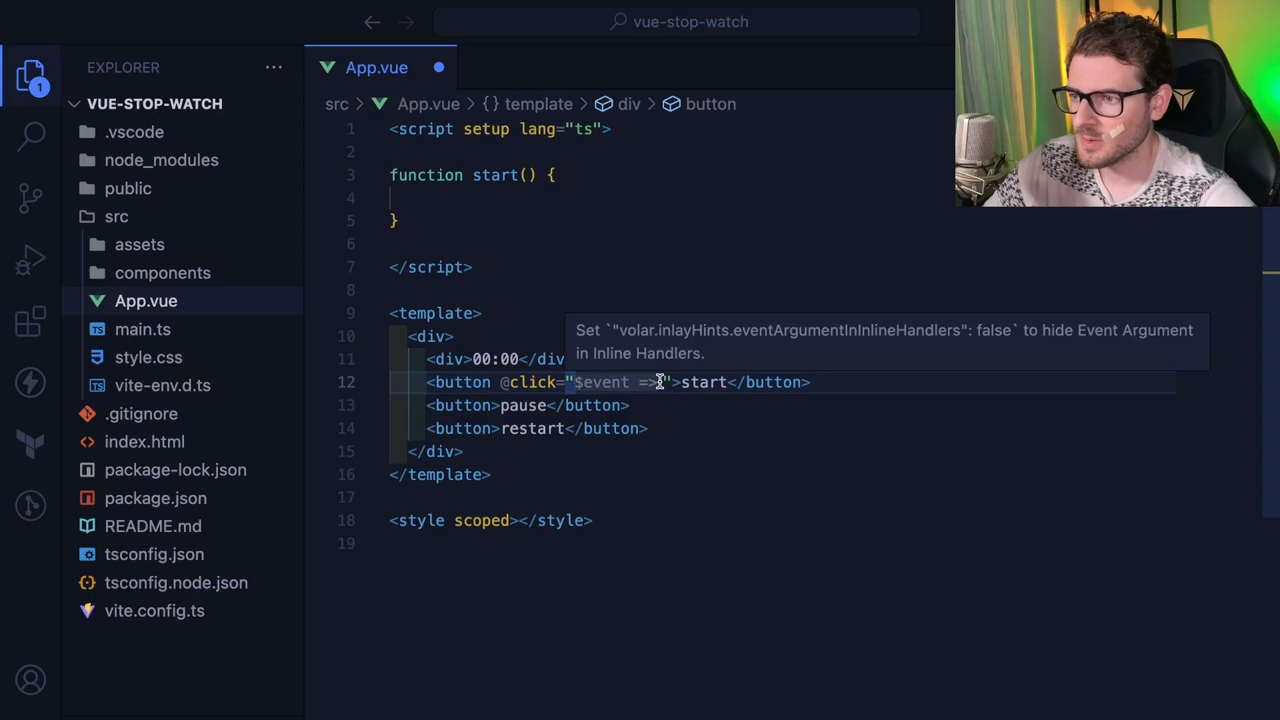 vue-stop-watch
EXPLORER
App.vue
VUE-STOP-WATCH
.vscode
node_modules
public
src
assets
components
App.vue
main.ts
style.css
vite-env.d.ts
.gitignore
index.html
package-lock.json
package.json
README.md
tsconfig.json
tsconfig.node.json
vite.config.ts
1
src > App.vue > {} template > div > button
1 <script setup lang="ts">
2
3 function start() {
4
5 }
6
7 </script>
8
9 <template>
10 <div>
11 <div>00:00</div
12 <button @click="$event =>">start</button>
13 <button>pause</button>
14 <button>restart</button>
15 </div>
16 </template>
17
18 <style scoped></style>
19
Set `"volar.inlayHints.eventArgumentInInlineHandlers": false` to hide Event Argument
in Inline Handlers.